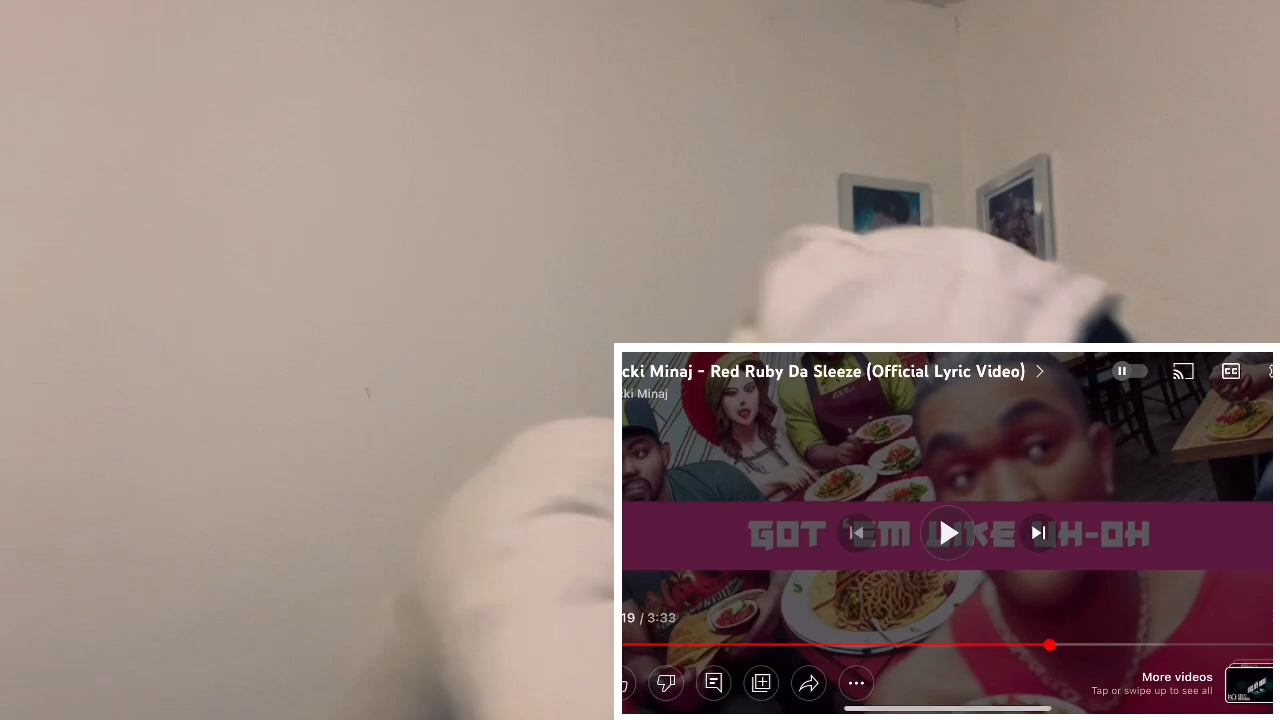 cki Minaj - Red Ruby Da Sleeze (Official Lyric Video)
cki Minaj
CC
GOT 'EM LIKE UH-OH
19 / 3:33
More videos
Tap or swipe up to see all